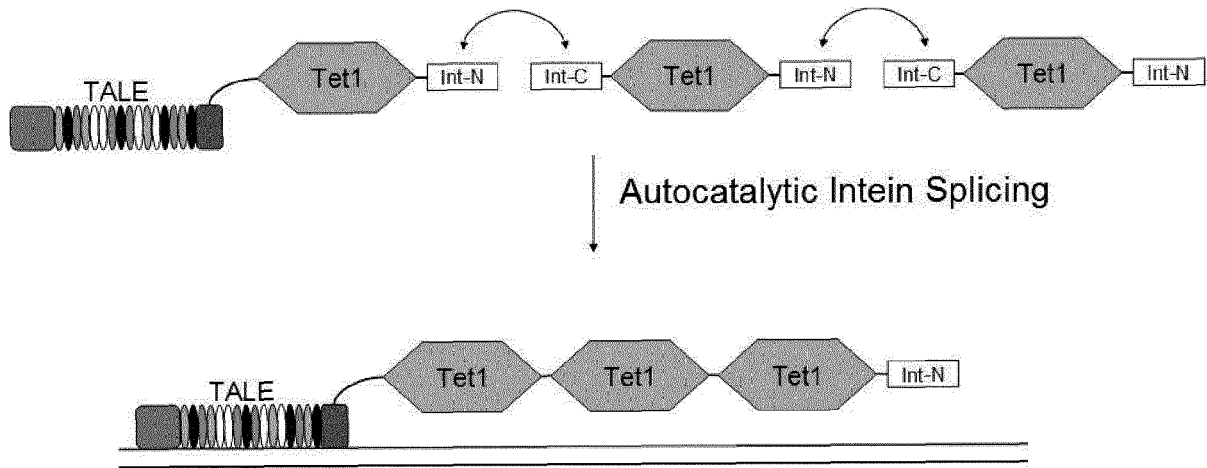 TALE
Tet1
Int-N
Int-C
Tet1
Int-N
Int-C
Tet1
Int-N
Autocatalytic Intein Splicing
TALE
Tet1
Tet1
Tet1
Int-N